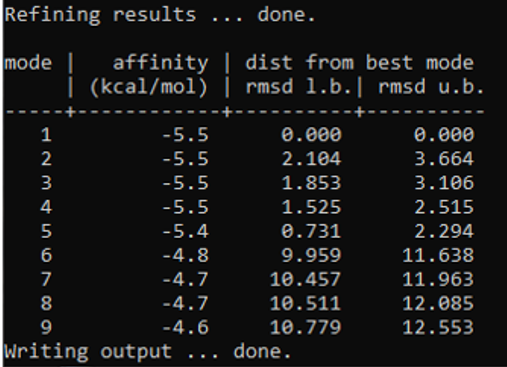 Refining results ... done.
mode |   affinity | dist from best mode
     | (kcal/mol) | rmsd l.b.| rmsd u.b.
-----+------------+----------+----------
   1         -5.5      0.000      0.000
   2         -5.5      2.104      3.664
   3         -5.5      1.853      3.106
   4         -5.5      1.525      2.515
   5         -5.4      0.731      2.294
   6         -4.8      9.959     11.638
   7         -4.7     10.457     11.963
   8         -4.7     10.511     12.085
   9         -4.6     10.779     12.553
Writing output ... done.